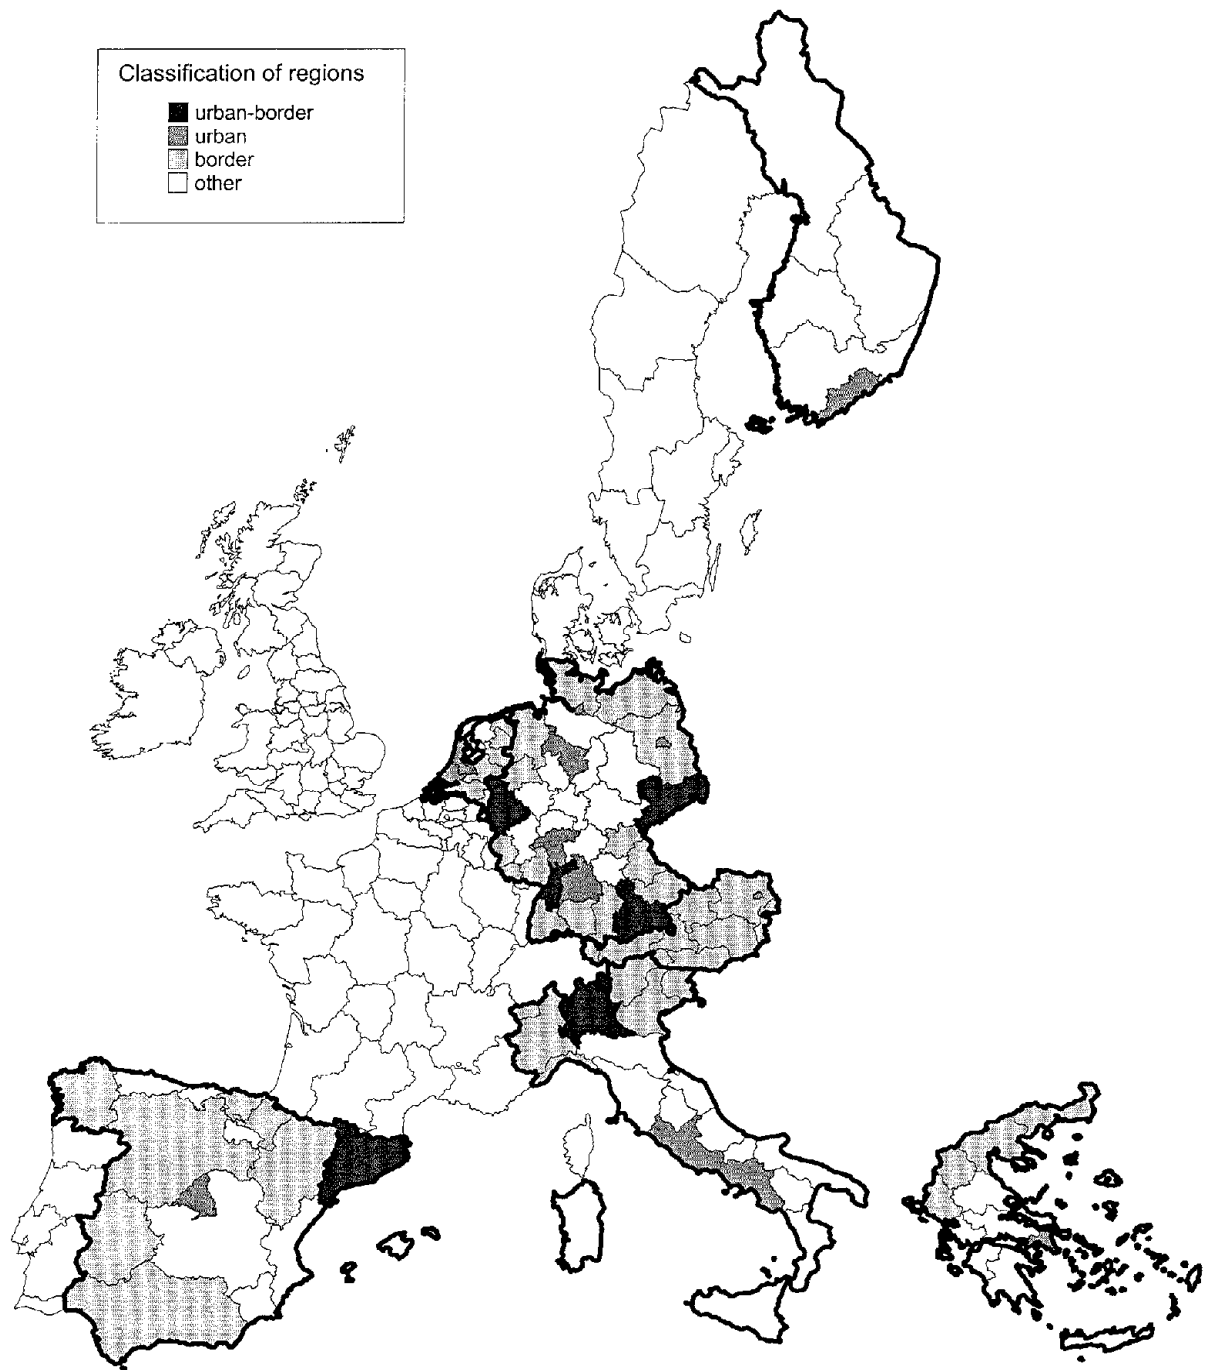 Classification of regions
urban-border
urban
border
other